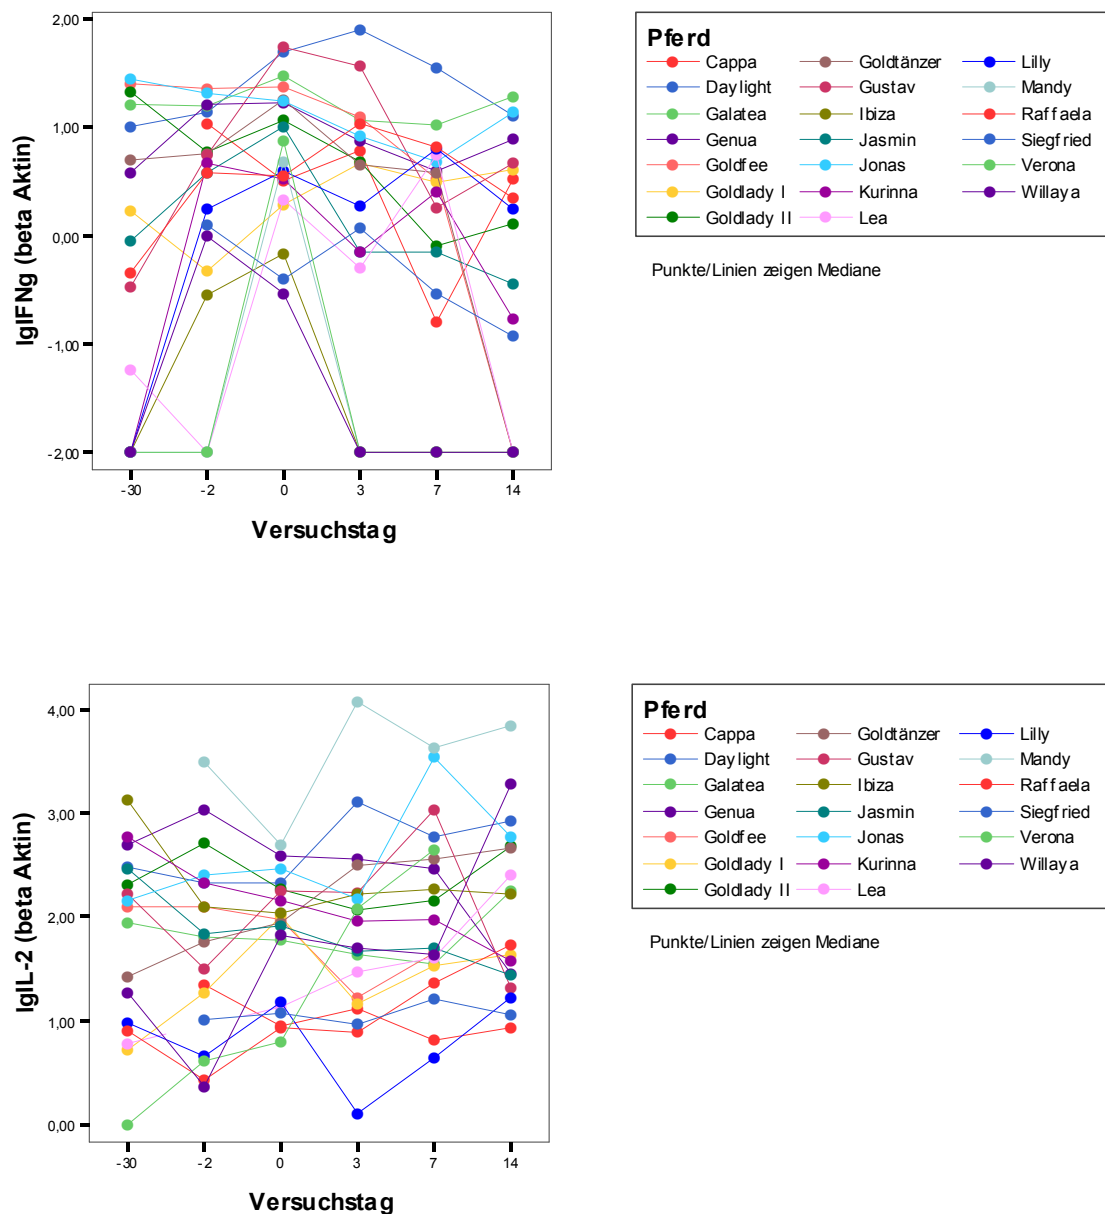 2,00
1,00
0,00
-1,00
-2,00
lgIFNg (beta Aktin)
-30 -2 0 3 7 14
Versuchstag
Pferd
Cappa Goldtänzer Lilly
Daylight Gustav Mandy
Galatea Ibiza Raffaela
Genua Jasmin Siegfried
Goldfee Jonas Verona
Goldlady I Kurinna Willaya
Goldlady II Lea
Punkte/Linien zeigen Mediane
4,00
3,00
2,00
1,00
0,00
lgIL-2 (beta Aktin)
-30 -2 0 3 7 14
Versuchstag
Pferd
Cappa Goldtänzer Lilly
Daylight Gustav Mandy
Galatea Ibiza Raffaela
Genua Jasmin Siegfried
Goldfee Jonas Verona
Goldlady I Kurinna Willaya
Goldlady II Lea
Punkte/Linien zeigen Mediane